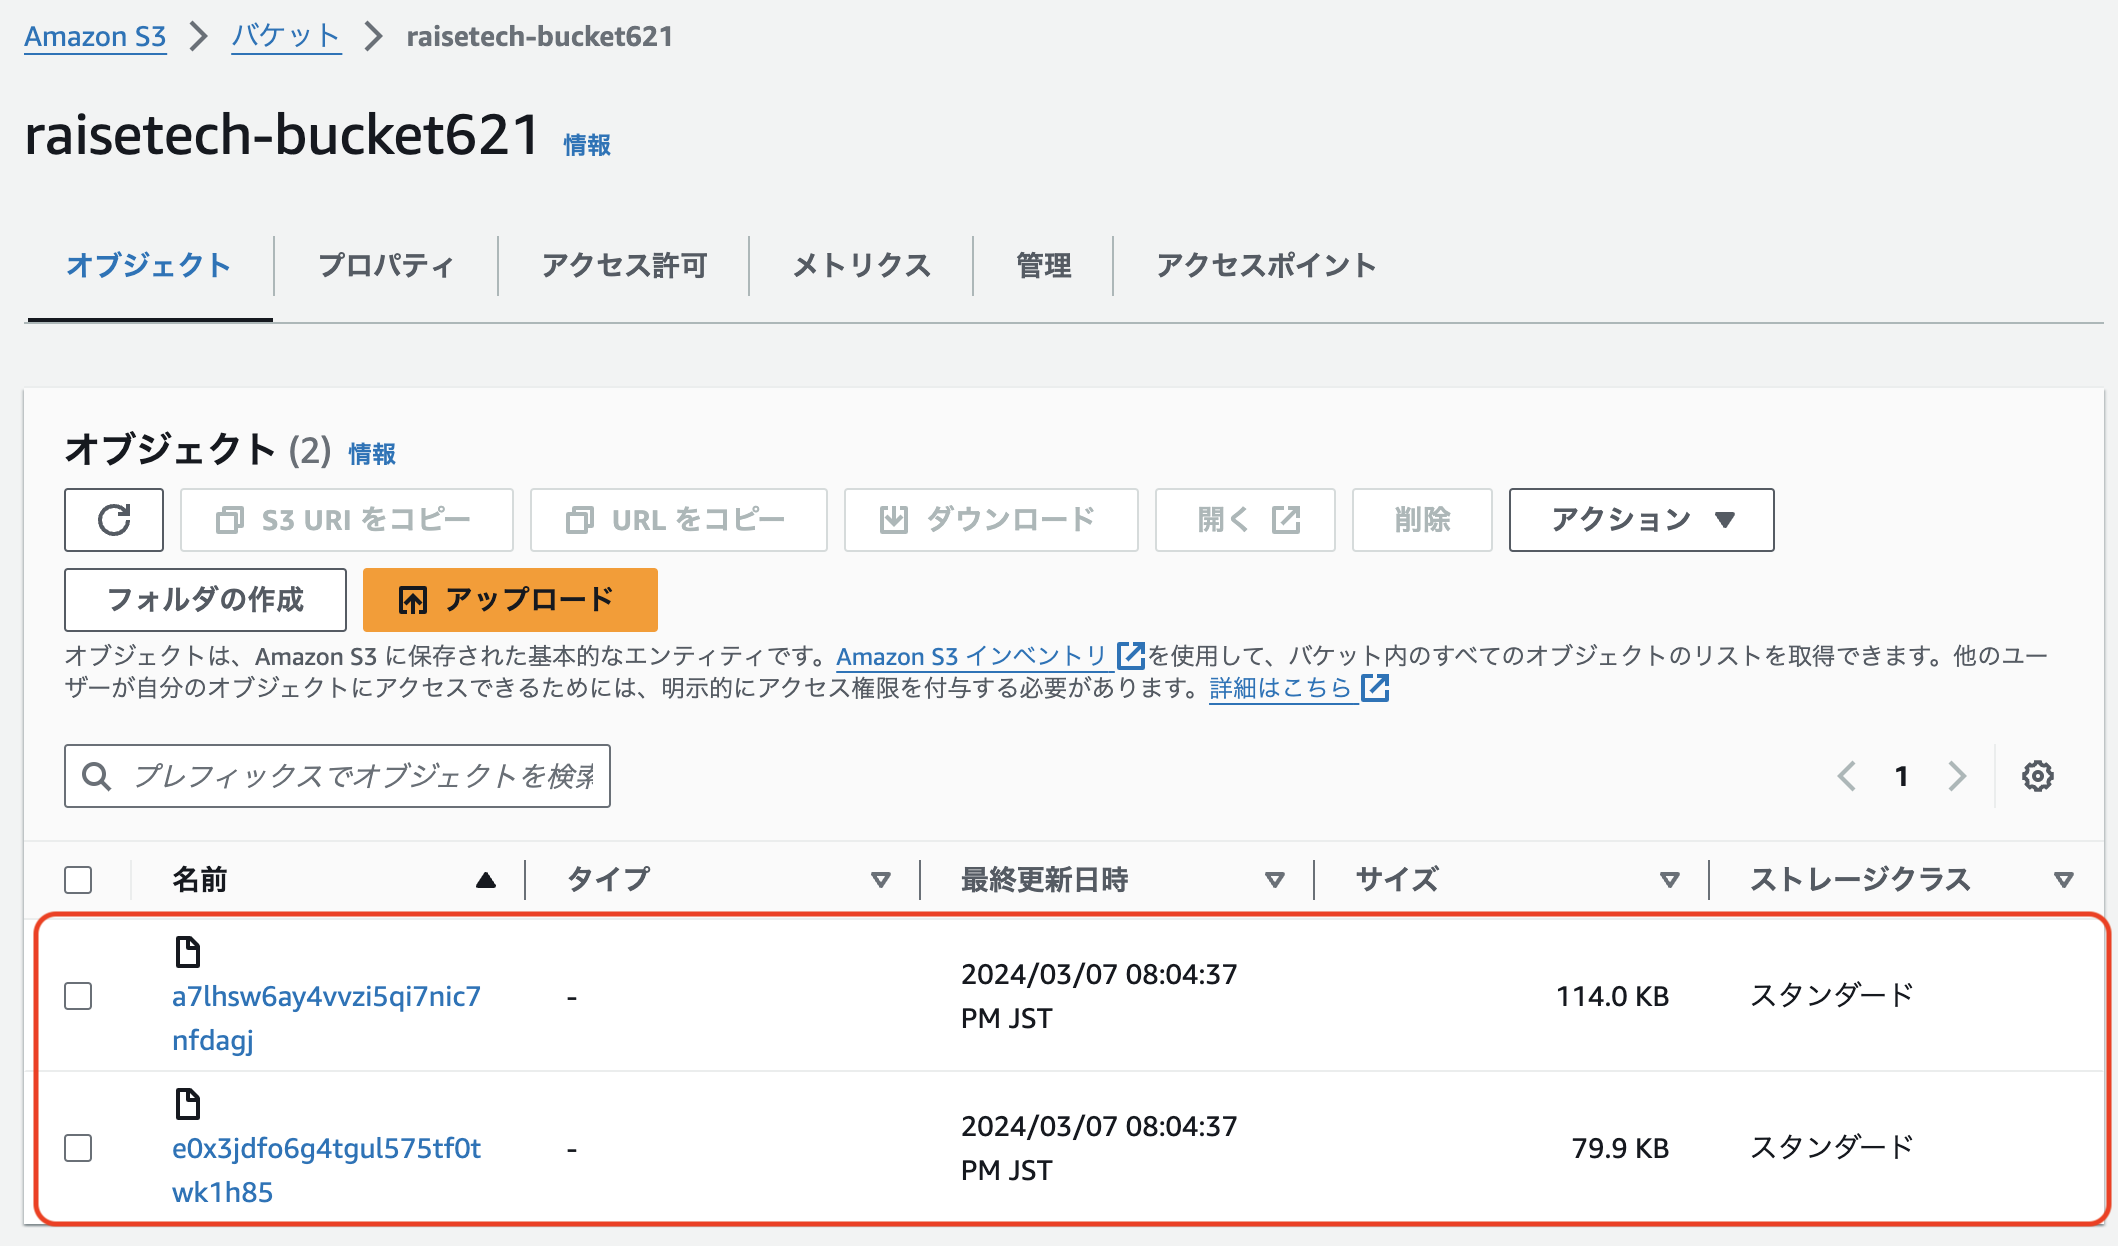 Amazon S3 > バケット > raisetech-bucket621
raisetech-bucket621 情報
オブジェクト プロパティ アクセス許可 メトリクス 管理 アクセスポイント
オブジェクト (2) 情報
S3 URI をコピー URL をコピー ダウンロード 開く 削除 アクション
フォルダの作成 アップロード
オブジェクトは、Amazon S3 に保存された基本的なエンティティです。Amazon S3 インベントリ を使用して、バケット内のすべてのオブジェクトのリストを取得できます。他のユー
ザーが自分のオブジェクトにアクセスできるためには、明示的にアクセス権限を付与する必要があります。詳細はこちら
プレフィックスでオブジェクトを検索
1
名前 タイプ 最終更新日時 サイズ ストレージクラス
a7lhsw6ay4vvzi5qi7nic7
nfdagj
-
2024/03/07 08:04:37
PM JST
114.0 KB
スタンダード
e0x3jdfo6g4tgul575tf0t
wk1h85
-
2024/03/07 08:04:37
PM JST
79.9 KB
スタンダード